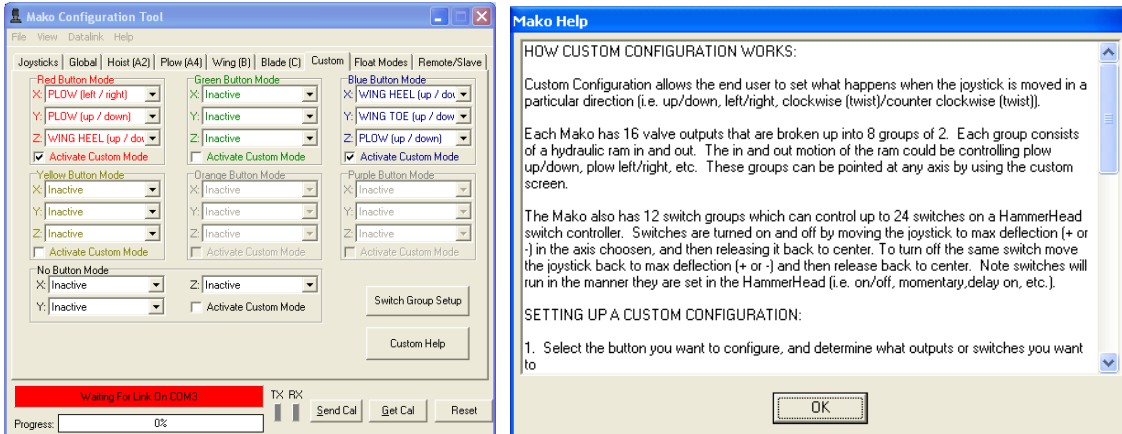 Mako Configuration Tool
File View Datalink Help
Joysticks Global Hoist (A2) Plow (A4) Wing (B) Blade (C) Custom Float Modes Remote/Slave
Red Button Mode
X: PLOW (left / right)
Y: PLOW (up / down)
Z: WING HEEL (up / dow
Activate Custom Mode
Green Button Mode
X: Inactive
Y: Inactive
Z: Inactive
Activate Custom Mode
Blue Button Mode
X: WING HEEL (up / dow
Y: WING TOE (up / dow
Z: PLOW (up / down)
Activate Custom Mode
Yellow Button Mode
X: Inactive
Y: Inactive
Z: Inactive
Activate Custom Mode
Orange Button Mode
X: Inactive
Y: Inactive
Z: Inactive
Activate Custom Mode
Purple Button Mode
X: Inactive
Y: Inactive
Z: Inactive
Activate Custom Mode
No Button Mode
X: Inactive
Y: Inactive
Z: Inactive
Activate Custom Mode
Switch Group Setup
Custom Help
Waiting For Link On COM3
TX RX
Send Cal Get Cal Reset
Progress: 0%
Mako Help
HOW CUSTOM CONFIGURATION WORKS:
Custom Configuration allows the end user to set what happens when the joystick is moved in a
particular direction (i.e. up/down, left/right, clockwise (twist)/counter clockwise (twist)).
Each Mako has 16 valve outputs that are broken up into 8 groups of 2. Each group consists
of a hydraulic ram in and out. The in and out motion of the ram could be controlling plow
up/down, plow left/right, etc. These groups can be pointed at any axis by using the custom
screen.
The Mako also has 12 switch groups which can control up to 24 switches on a HammerHead
switch controller. Switches are turned on and off by moving the joystick to max deflection (+ or
-) in the axis choosen, and then releasing it back to center. To turn off the same switch move
the joystick back to max deflection (+ or -) and then release back to center. Note switches will
run in the manner they are set in the HammerHead (i.e. on/off, momentary,delay on, etc.).
SETTING UP A CUSTOM CONFIGURATION:
1. Select the button you want to configure, and determine what outputs or switches you want
to
OK